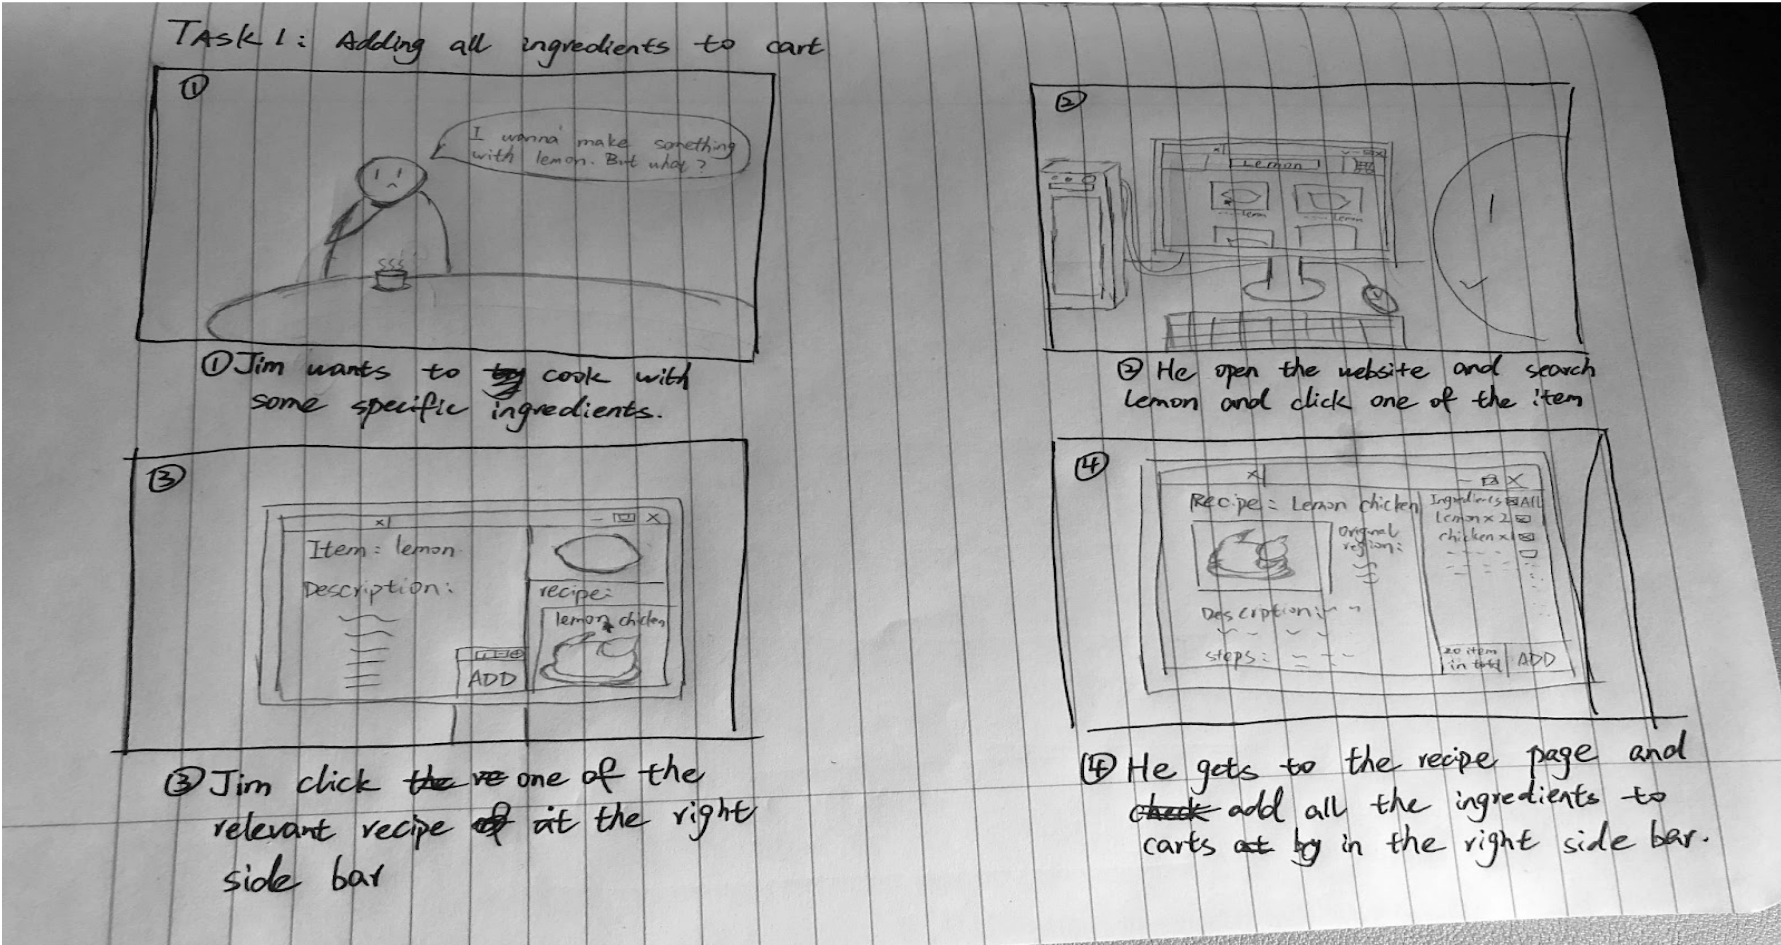 TASK 1: Adding all ingredients to cart
①
I wanna make something
with lemon. But what?
① Jim wants to cook with
some specific ingredients.
②
Lemon
② He open the website and search
lemon and click one of the item
③
Item: lemon
Description:
ADD
recipe:
lemon chicken
③ Jim click the re one of the
relevant recipe of at the right
side bar
④
Recipe: Lemon chicken
Original
region:
Description:
steps:
Ingredients All
lemon x 2
chicken x1
20 item
in total
ADD
④ He gets to the recipe page and
check add all the ingredients to
carts at by in the right side bar.